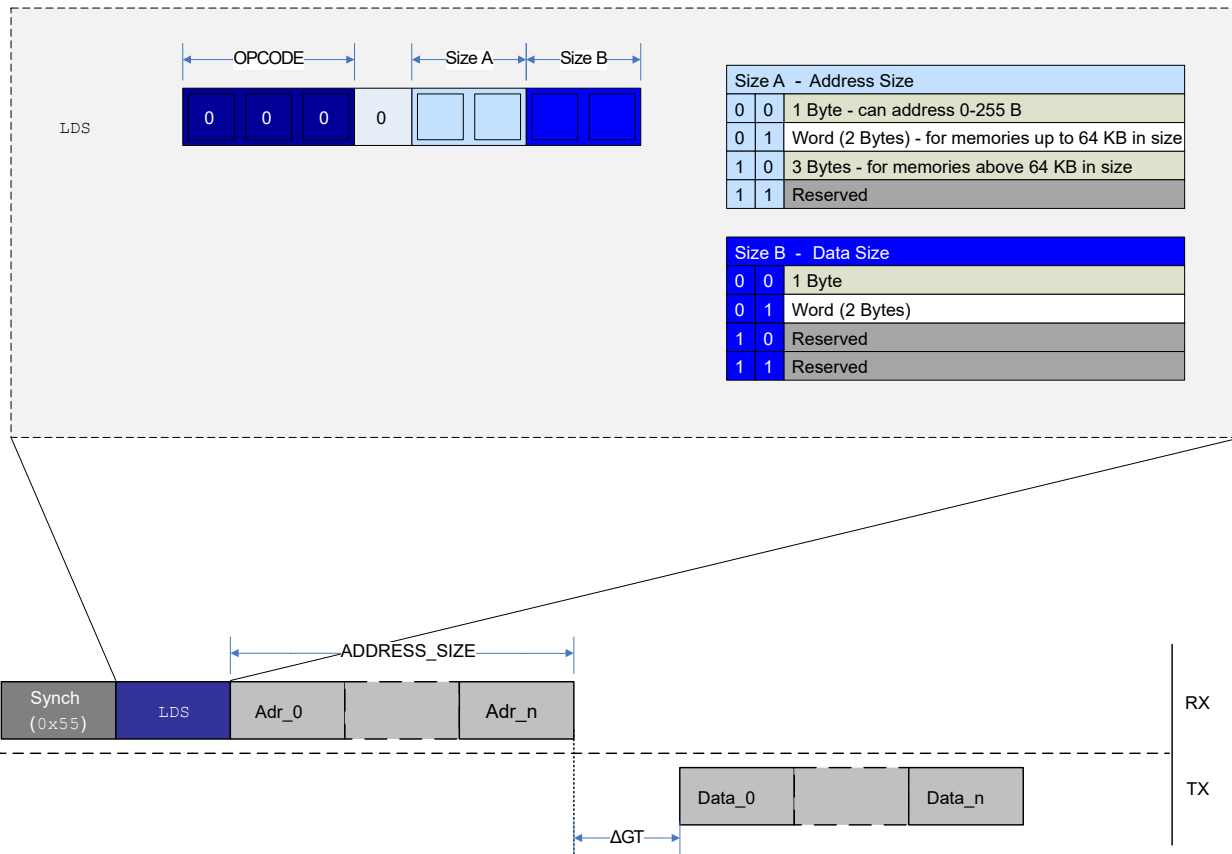 OPCODE
Size A
Size B
LDS
0 0 0 0
Size A - Address Size
0 0 1 Byte - can address 0-255 B
0 1 Word (2 Bytes) - for memories up to 64 KB in size
1 0 3 Bytes - for memories above 64 KB in size
1 1 Reserved
Size B - Data Size
0 0 1 Byte
0 1 Word (2 Bytes)
1 0 Reserved
1 1 Reserved
ADDRESS_SIZE
Synch
(0x55)
LDS
Adr_0
Adr_n
RX
Data_0
Data_n
TX
ΔGT